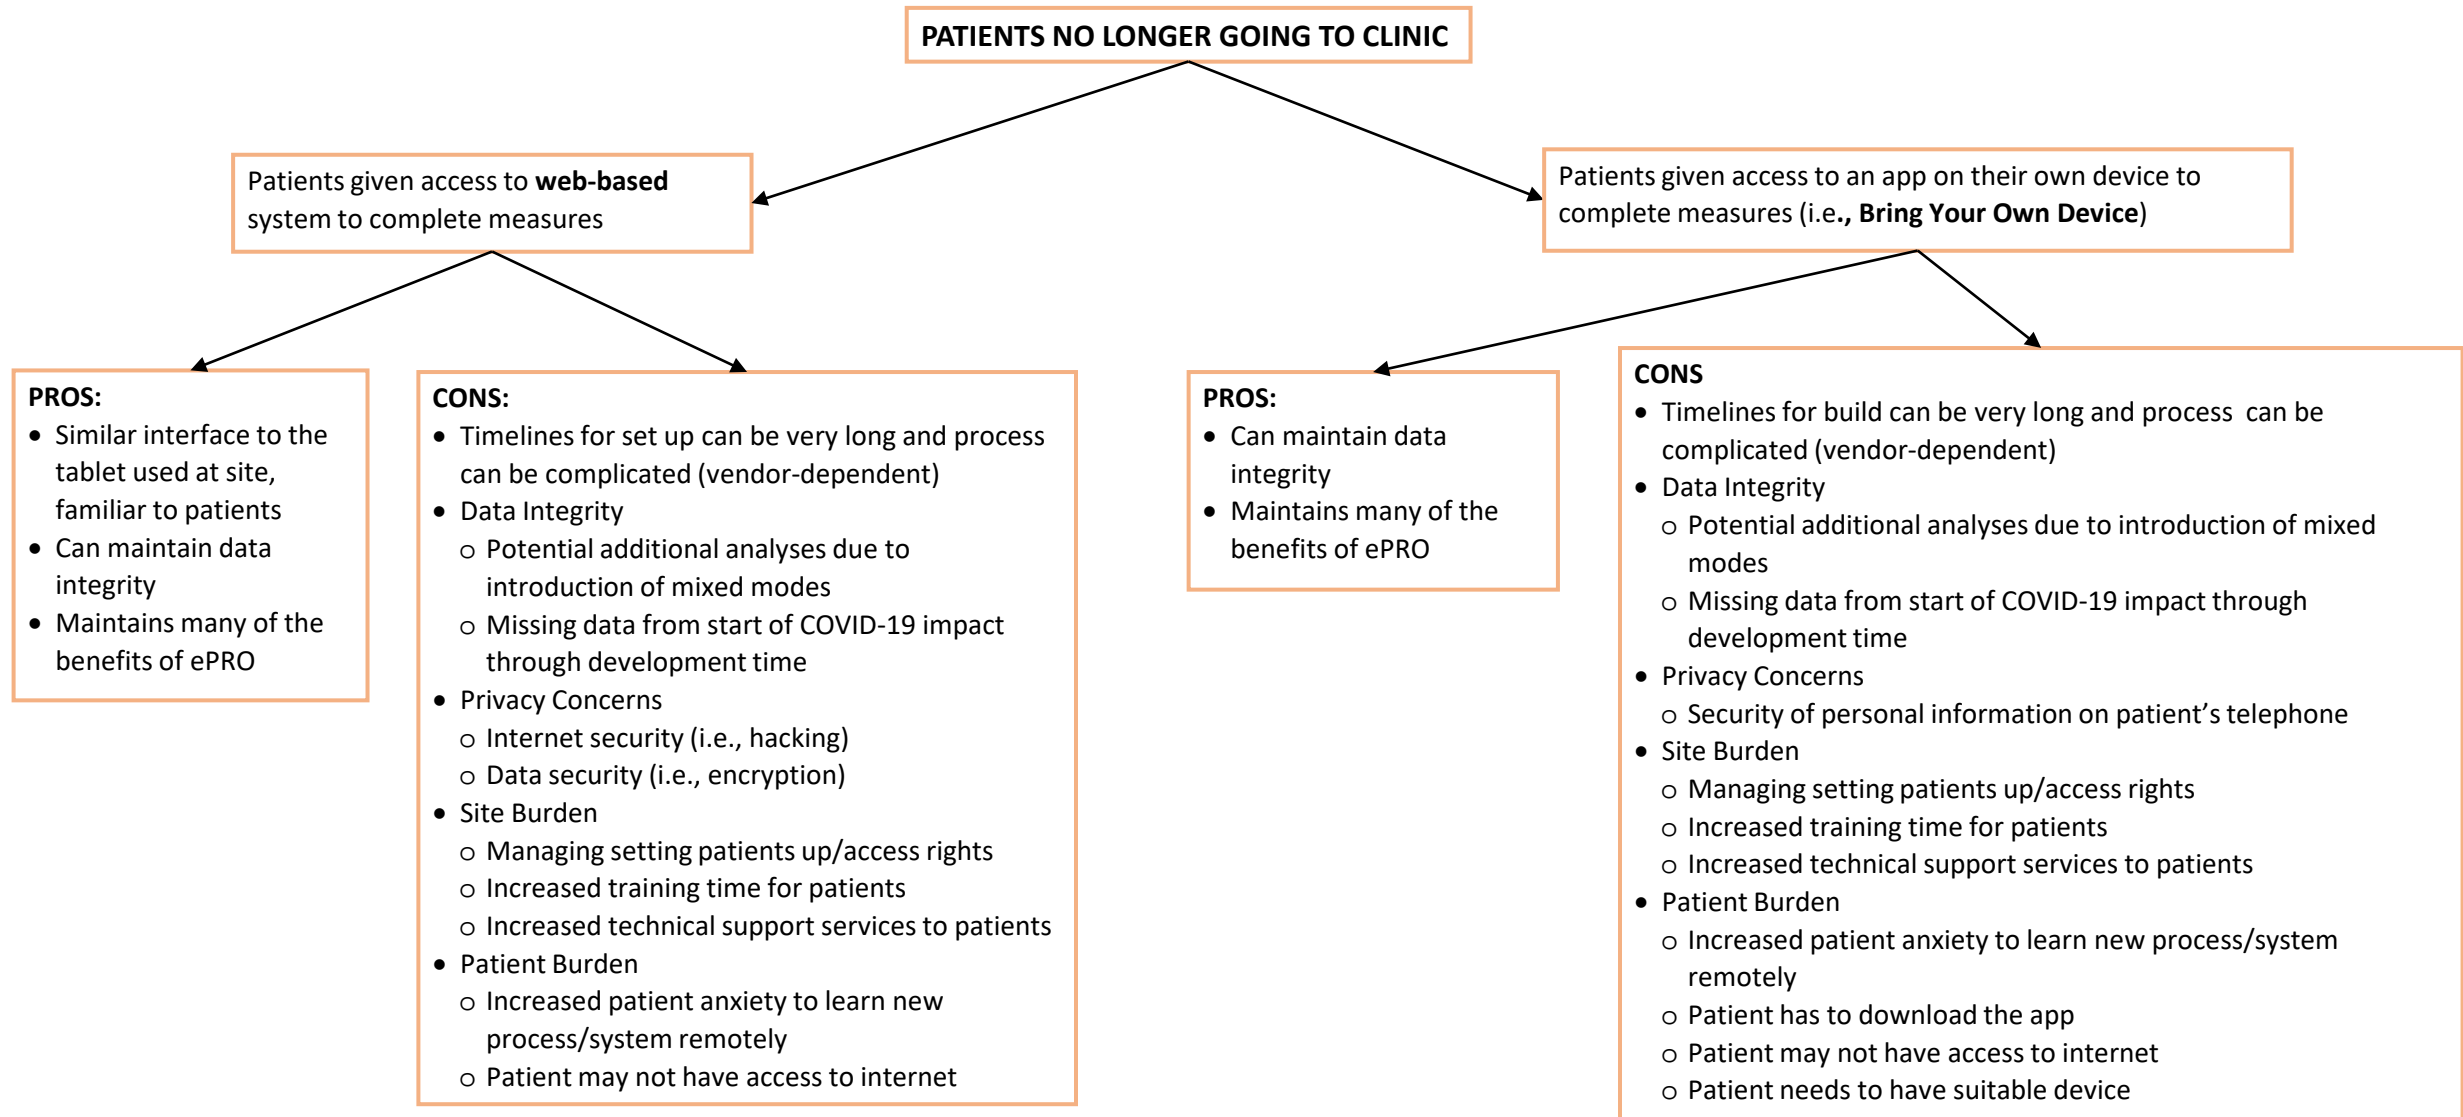 PATIENTS NO LONGER GOING TO CLINIC
Patients given access to web-based
system to complete measures
Patients given access to an app on their own device to
complete measures (i.e., Bring Your Own Device)
PROS:
• Similar interface to the
tablet used at site,
familiar to patients
• Can maintain data
integrity
• Maintains many of the
benefits of ePRO
CONS:
• Timelines for set up can be very long and process
can be complicated (vendor-dependent)
• Data Integrity
o Potential additional analyses due to
introduction of mixed modes
o Missing data from start of COVID-19 impact
through development time
• Privacy Concerns
o Internet security (i.e., hacking)
o Data security (i.e., encryption)
• Site Burden
o Managing setting patients up/access rights
o Increased training time for patients
o Increased technical support services to patients
• Patient Burden
o Increased patient anxiety to learn new
process/system remotely
o Patient may not have access to internet
PROS:
• Can maintain data
integrity
• Maintains many of the
benefits of ePRO
CONS
• Timelines for build can be very long and process can be
complicated (vendor-dependent)
• Data Integrity
o Potential additional analyses due to introduction of mixed
modes
o Missing data from start of COVID-19 impact through
development time
• Privacy Concerns
o Security of personal information on patient’s telephone
• Site Burden
o Managing setting patients up/access rights
o Increased training time for patients
o Increased technical support services to patients
• Patient Burden
o Increased patient anxiety to learn new process/system
remotely
o Patient has to download the app
o Patient may not have access to internet
o Patient needs to have suitable device